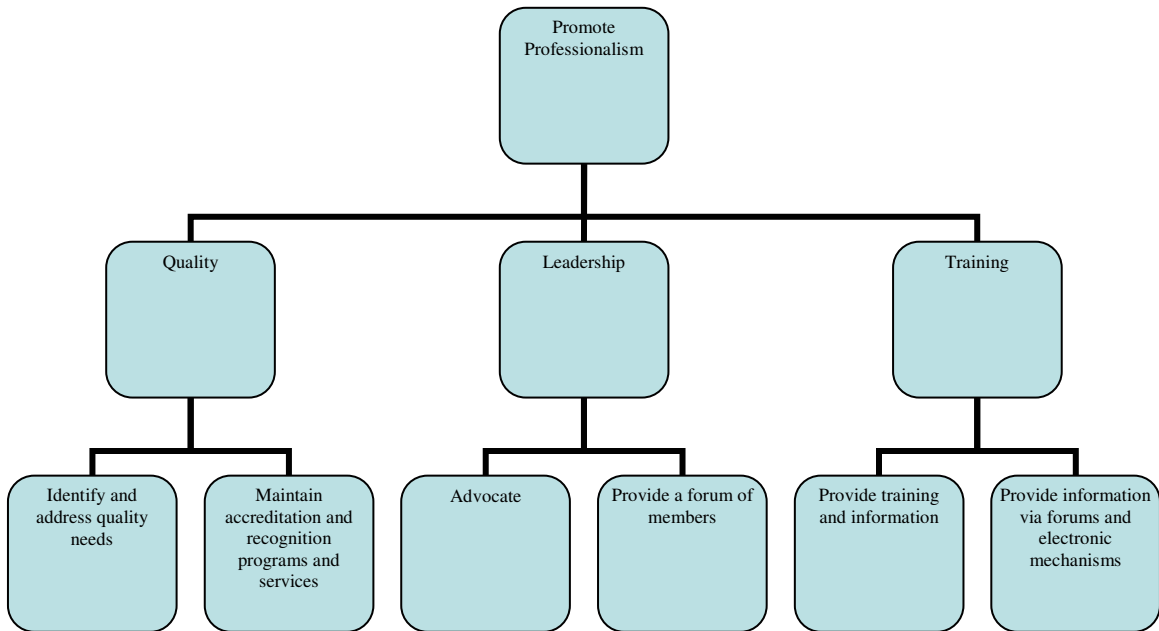 Promote
Professionalism
Quality
Leadership
Training
Identify and
address quality
needs
Maintain
accreditation and
recognition
programs and
services
Advocate
Provide a forum of
members
Provide training
and information
Provide information
via forums and
electronic
mechanisms